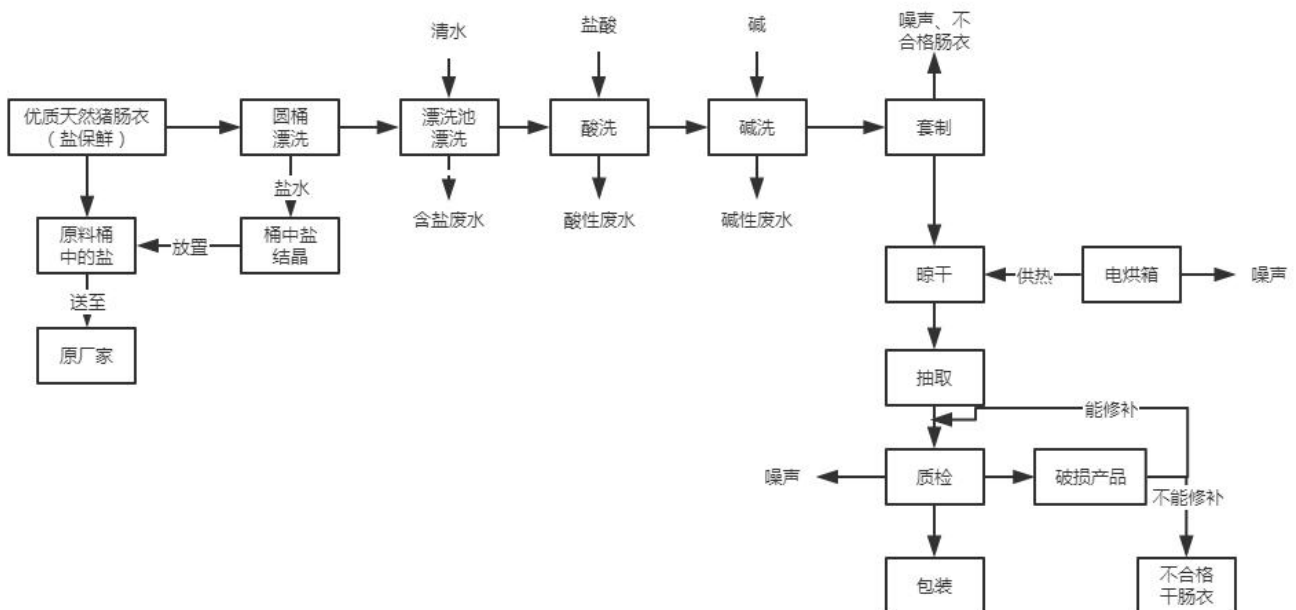 清水
盐酸
碱
噪声、不
合格肠衣
优质天然猪肠衣
（盐保鲜）
圆桶
漂洗
漂洗池
漂洗
酸洗
碱洗
套制
盐水
含盐废水
酸性废水
碱性废水
原料桶
中的盐
放置
桶中盐
结晶
晾干
供热
电烘箱
噪声
送至
原厂家
抽取
能修补
噪声
质检
破损产品
不能修补
包装
不合格
干肠衣